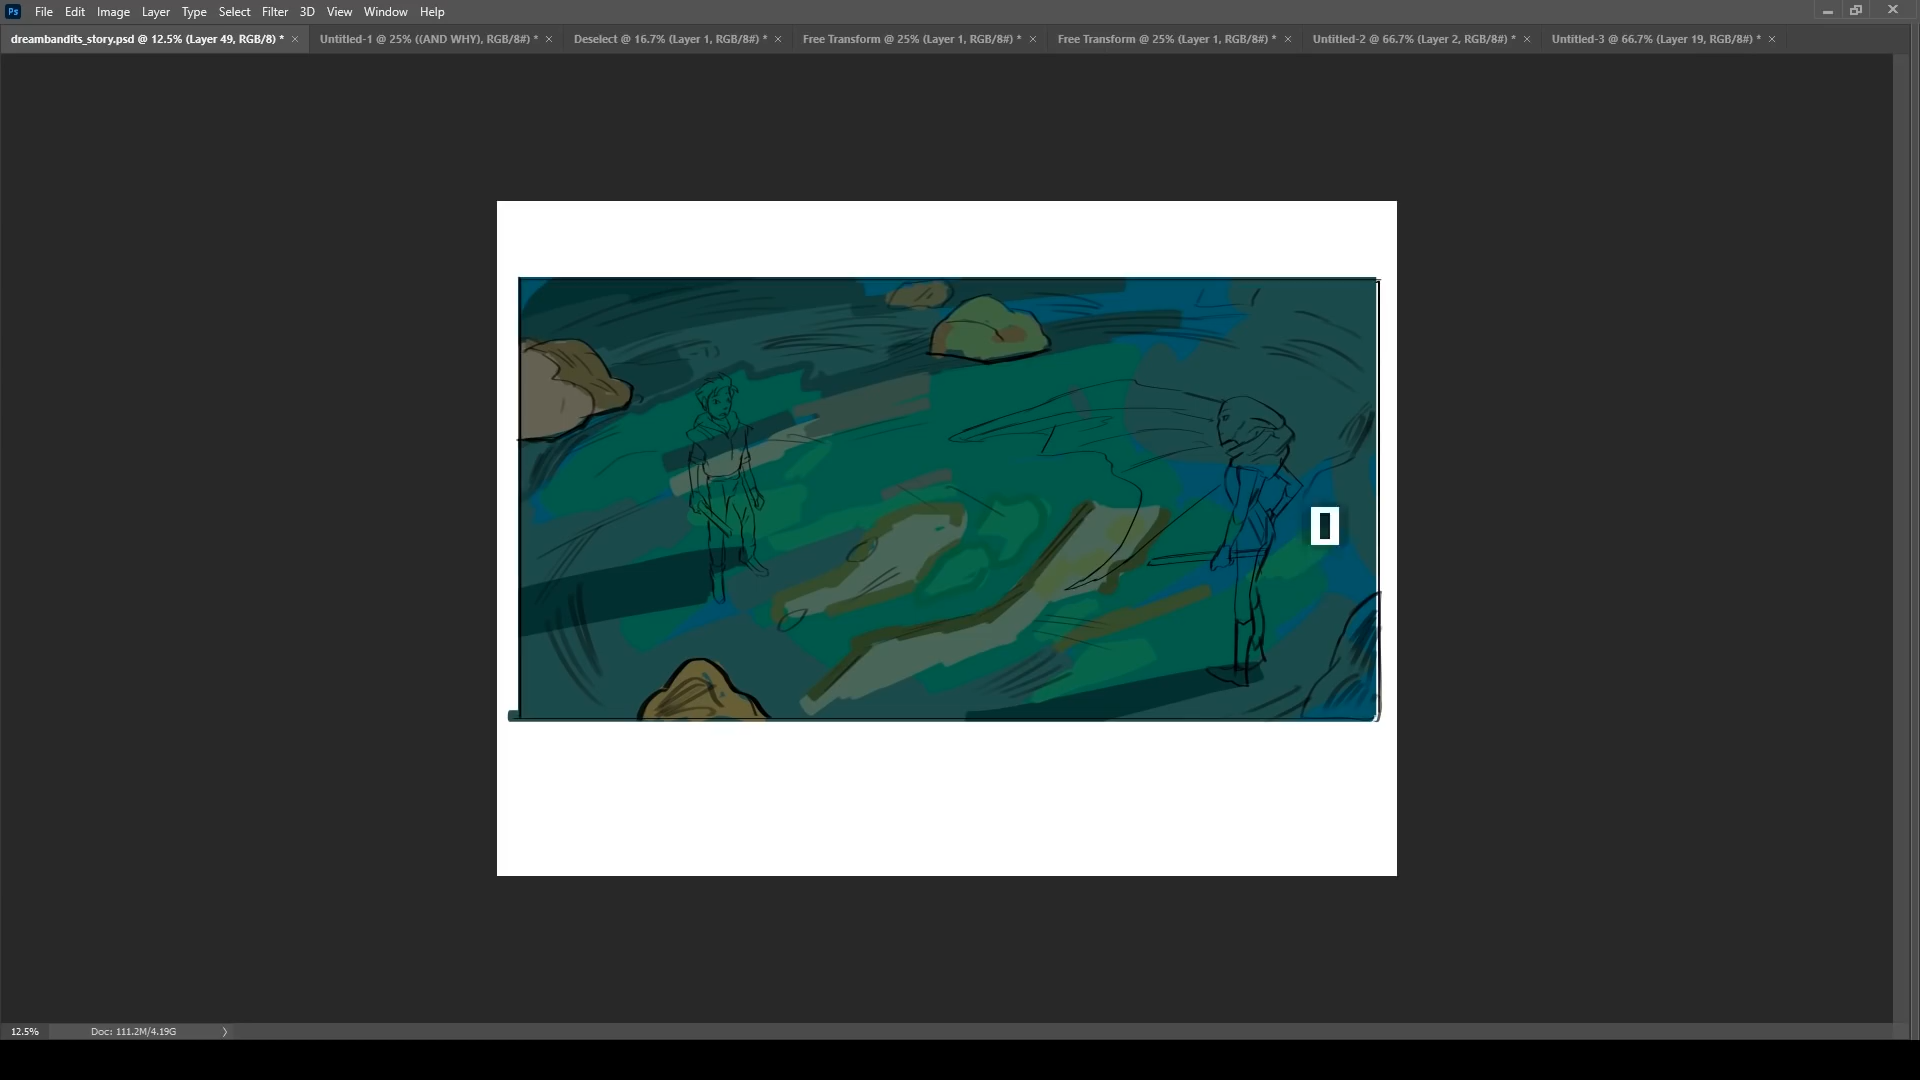 Ps File Edit Image Layer Type Select Filter 3D View Window Help
dreambandits_story.psd @ 12.5% (Layer 49, RGB/8) * Untitled-1 @ 25% ((AND WHY), RGB/8#) * Deselect @ 16.7% (Layer 1, RGB/8#) * Free Transform @ 25% (Layer 1, RGB/8#) * Free Transform @ 25% (Layer 1, RGB/8#) * Untitled-2 @ 66.7% (Layer 2, RGB/8#) * Untitled-3 @ 66.7% (Layer 19, RGB/8#) *
12.5% Doc: 111.2M/4.19G